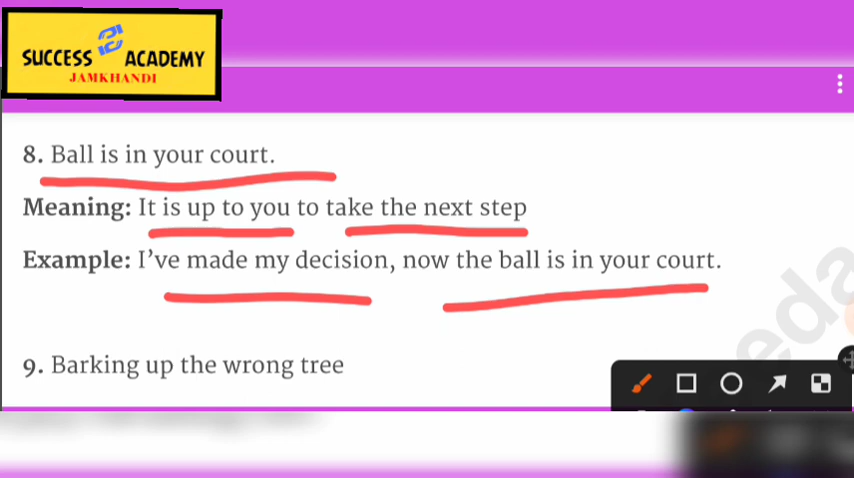 SUCCESS ACADEMY
JAMKHANDI
8. Ball is in your court.
Meaning: It is up to you to take the next step
Example: I’ve made my decision, now the ball is in your court.
9. Barking up the wrong tree